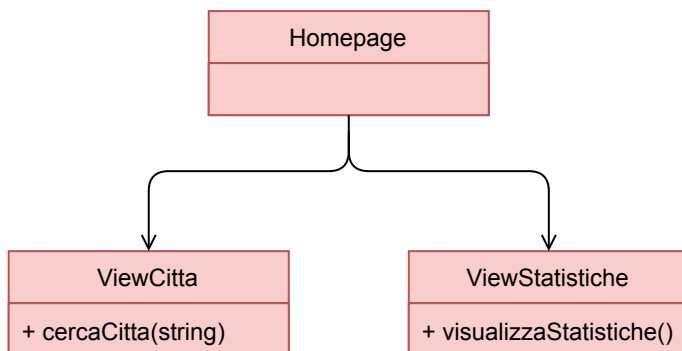 Homepage
ViewCitta
+ cercaCitta(string)
ViewStatistiche
+ visualizzaStatistiche()